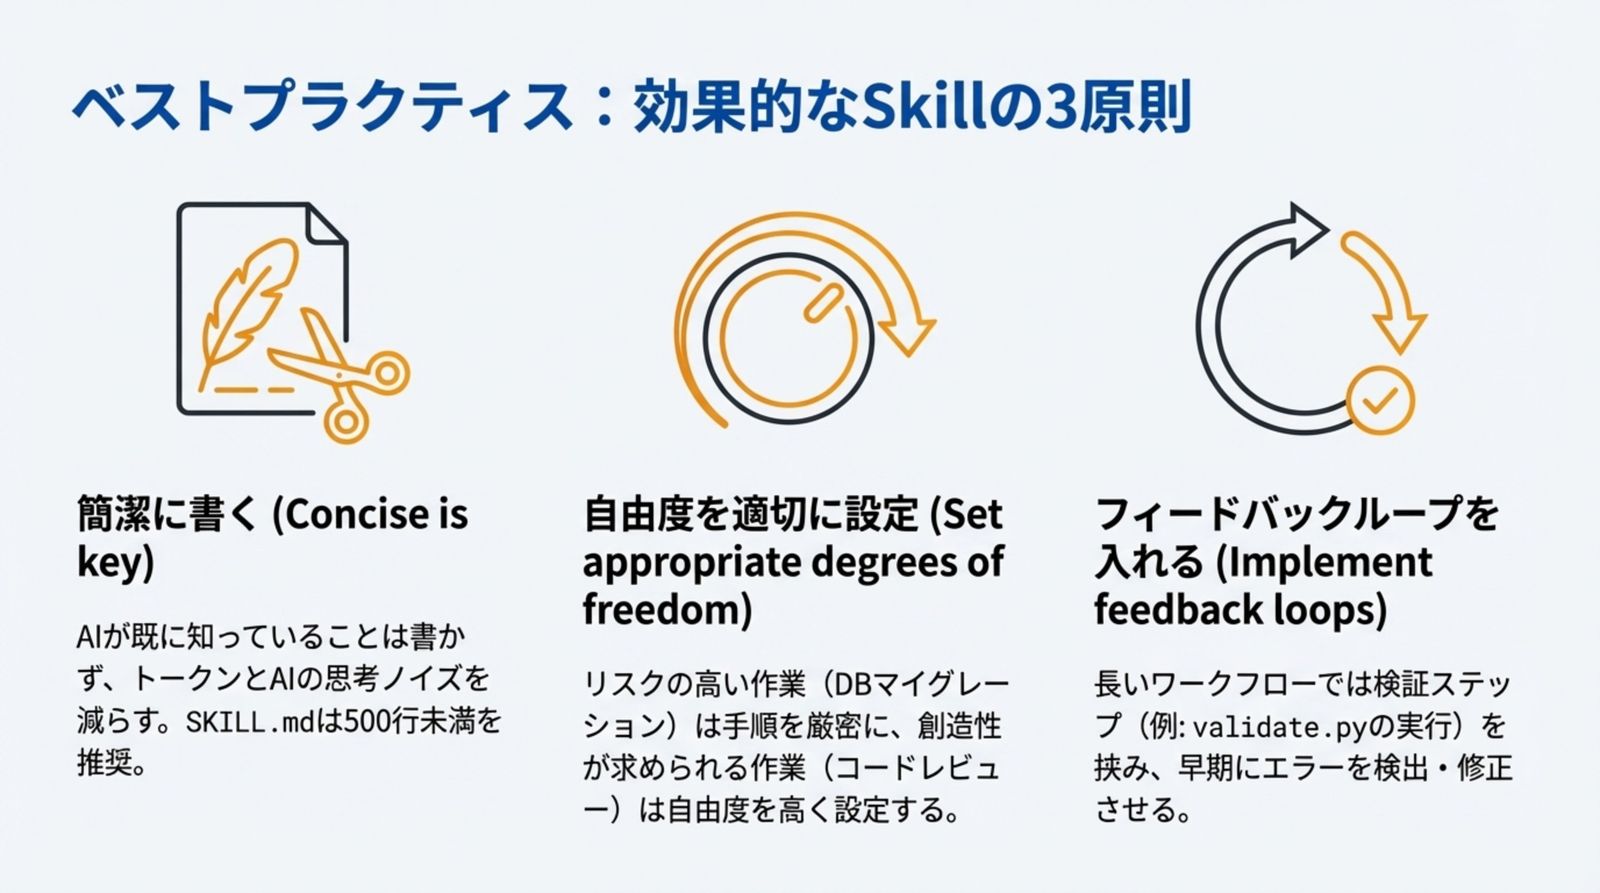 ベストプラクティス：効果的なSkillの3原則
簡潔に書く (Concise is
key)
AIが既に知っていることは書か
ず、トークンとAIの思考ノイズを
減らす。SKILL.mdは500行未満を
推奨。
自由度を適切に設定 (Set
appropriate degrees of
freedom)
リスクの高い作業（DBマイグレー
ション）は手順を厳密に、創造性
が求められる作業（コードレビュ
ー）は自由度を高く設定する。
フィードバックループを
入れる (Implement
feedback loops)
長いワークフローでは検証ステッ
プ（例: validate.pyの実行）を
挟み、早期にエラーを検出・修正
させる。